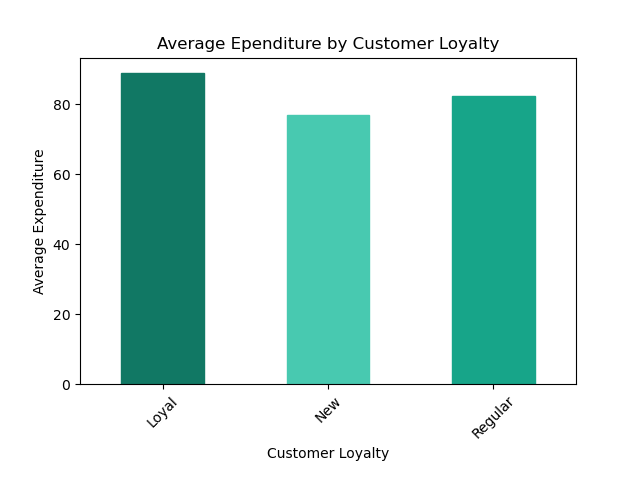 Average Ependiture by Customer Loyalty
Average Expenditure
80
60
40
20
0
Loyal
New
Regular
Customer Loyalty